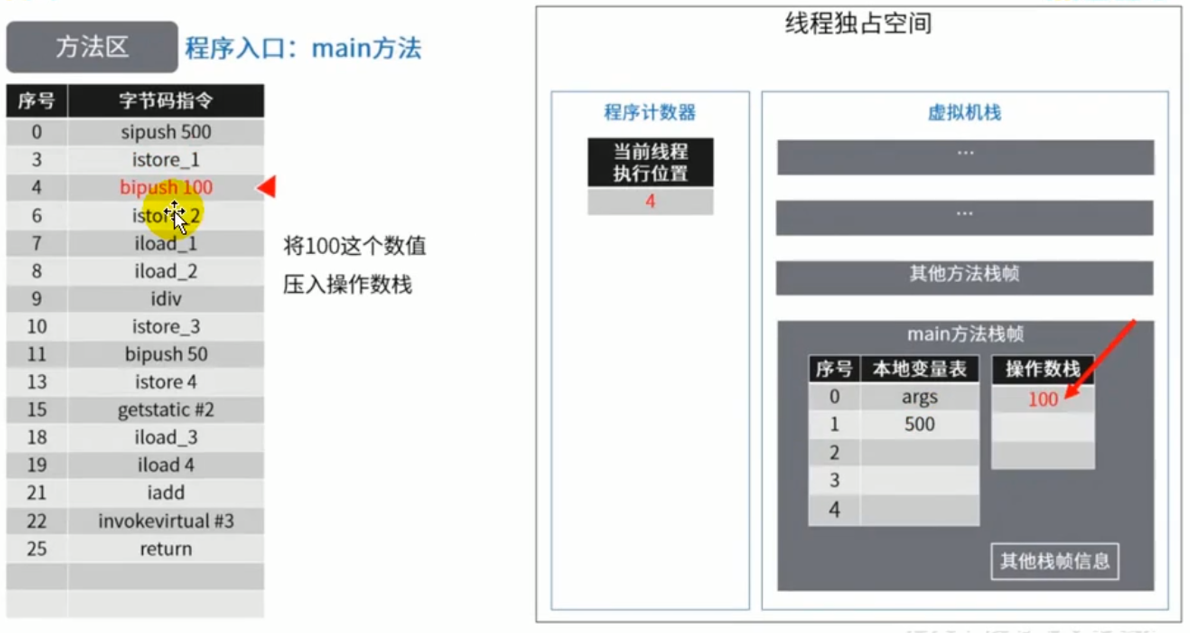 方法区
程序入口：main方法
序号 字节码指令
0 sipush 500
3 istore_1
4 bipush 100
6 istore_2
7 iload_1
8 iload_2
9 idiv
10 istore_3
11 bipush 50
13 istore 4
15 getstatic #2
18 iload_3
19 iload 4
21 iadd
22 invokevirtual #3
25 return
将100这个数值
压入操作数栈
线程独占空间
程序计数器
当前线程
执行位置
4
虚拟机栈
...
...
其他方法栈帧
main方法栈帧
序号 本地变量表 操作数栈
0 args 100
1 500
2
3
4
其他栈帧信息